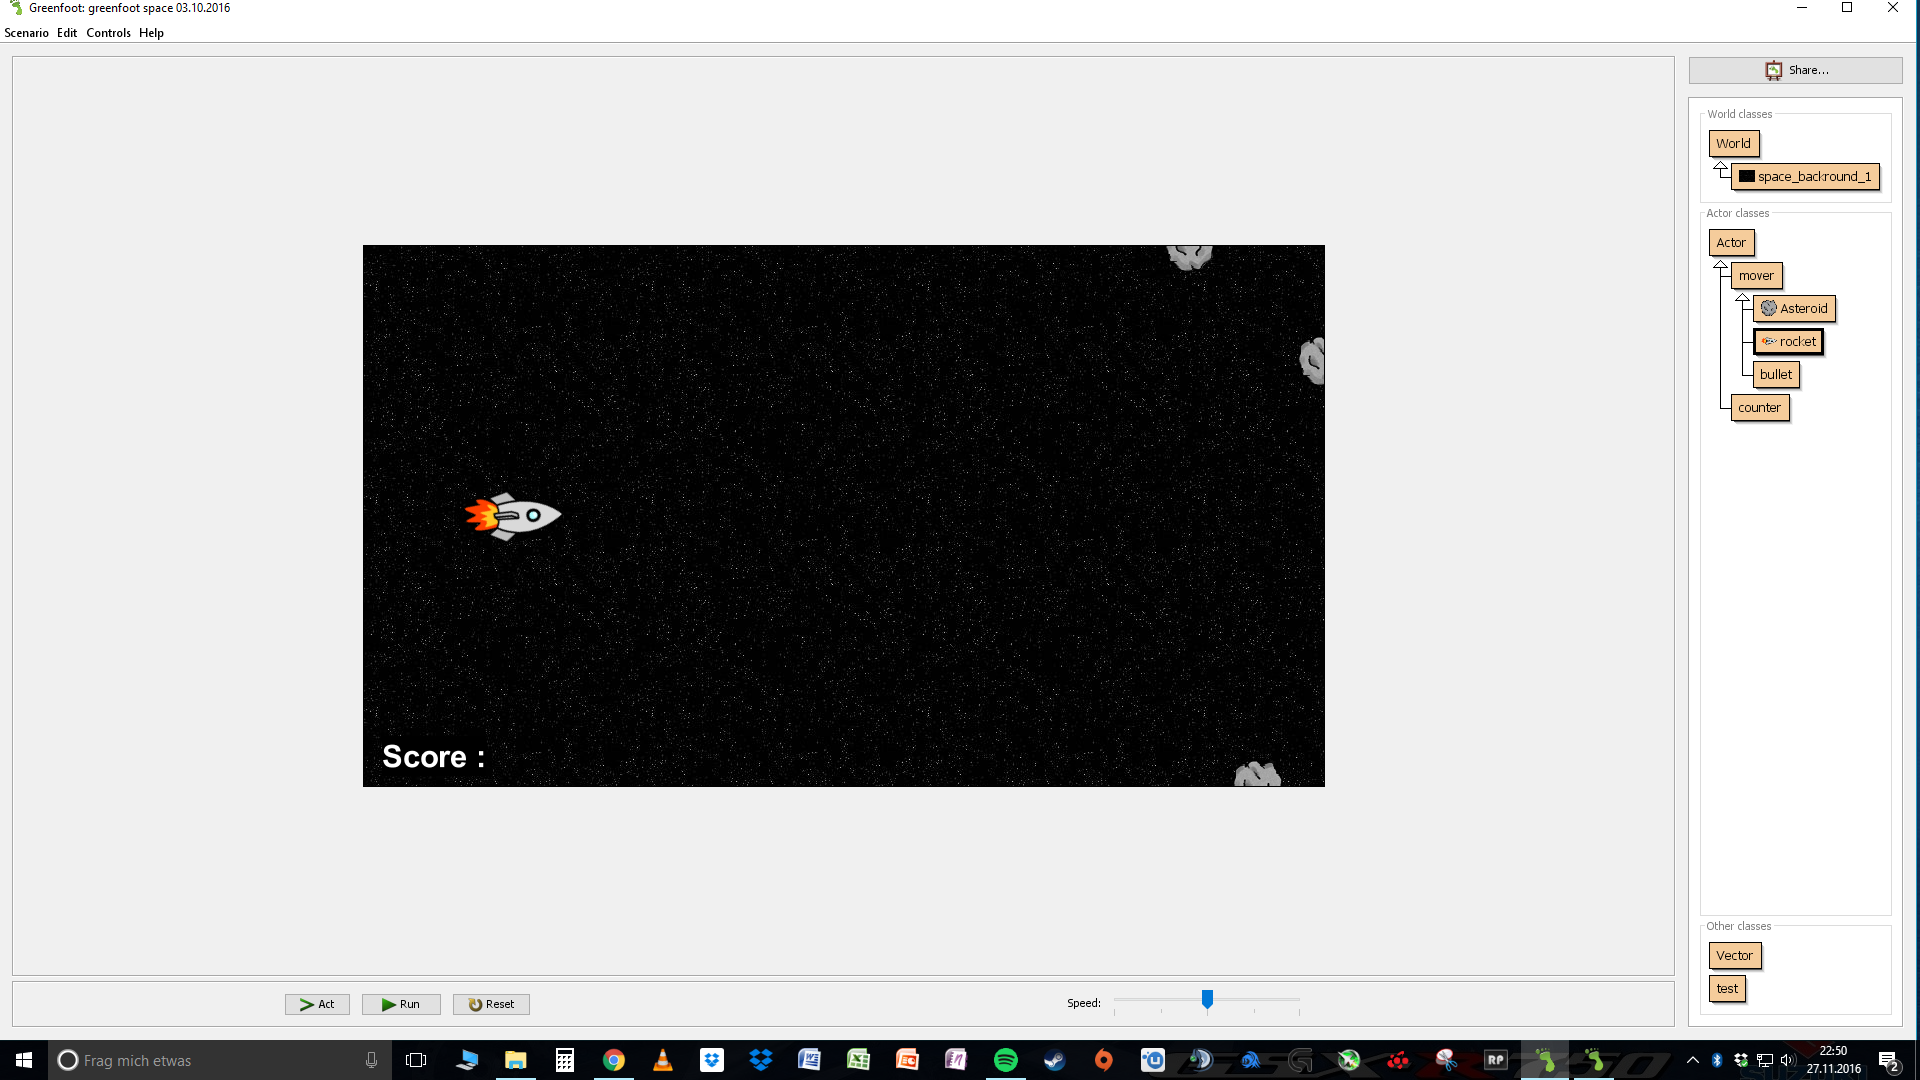 Greenfoot: greenfoot space 03.10.2016
Scenario Edit Controls Help
Share...
World classes
World
space_backround_1
Actor classes
Actor
mover
Asteroid
rocket
bullet
counter
Score :
Other classes
Vector
test
Act Run Reset Speed:
Frag mich etwas
RP
22:50
27.11.2016
2